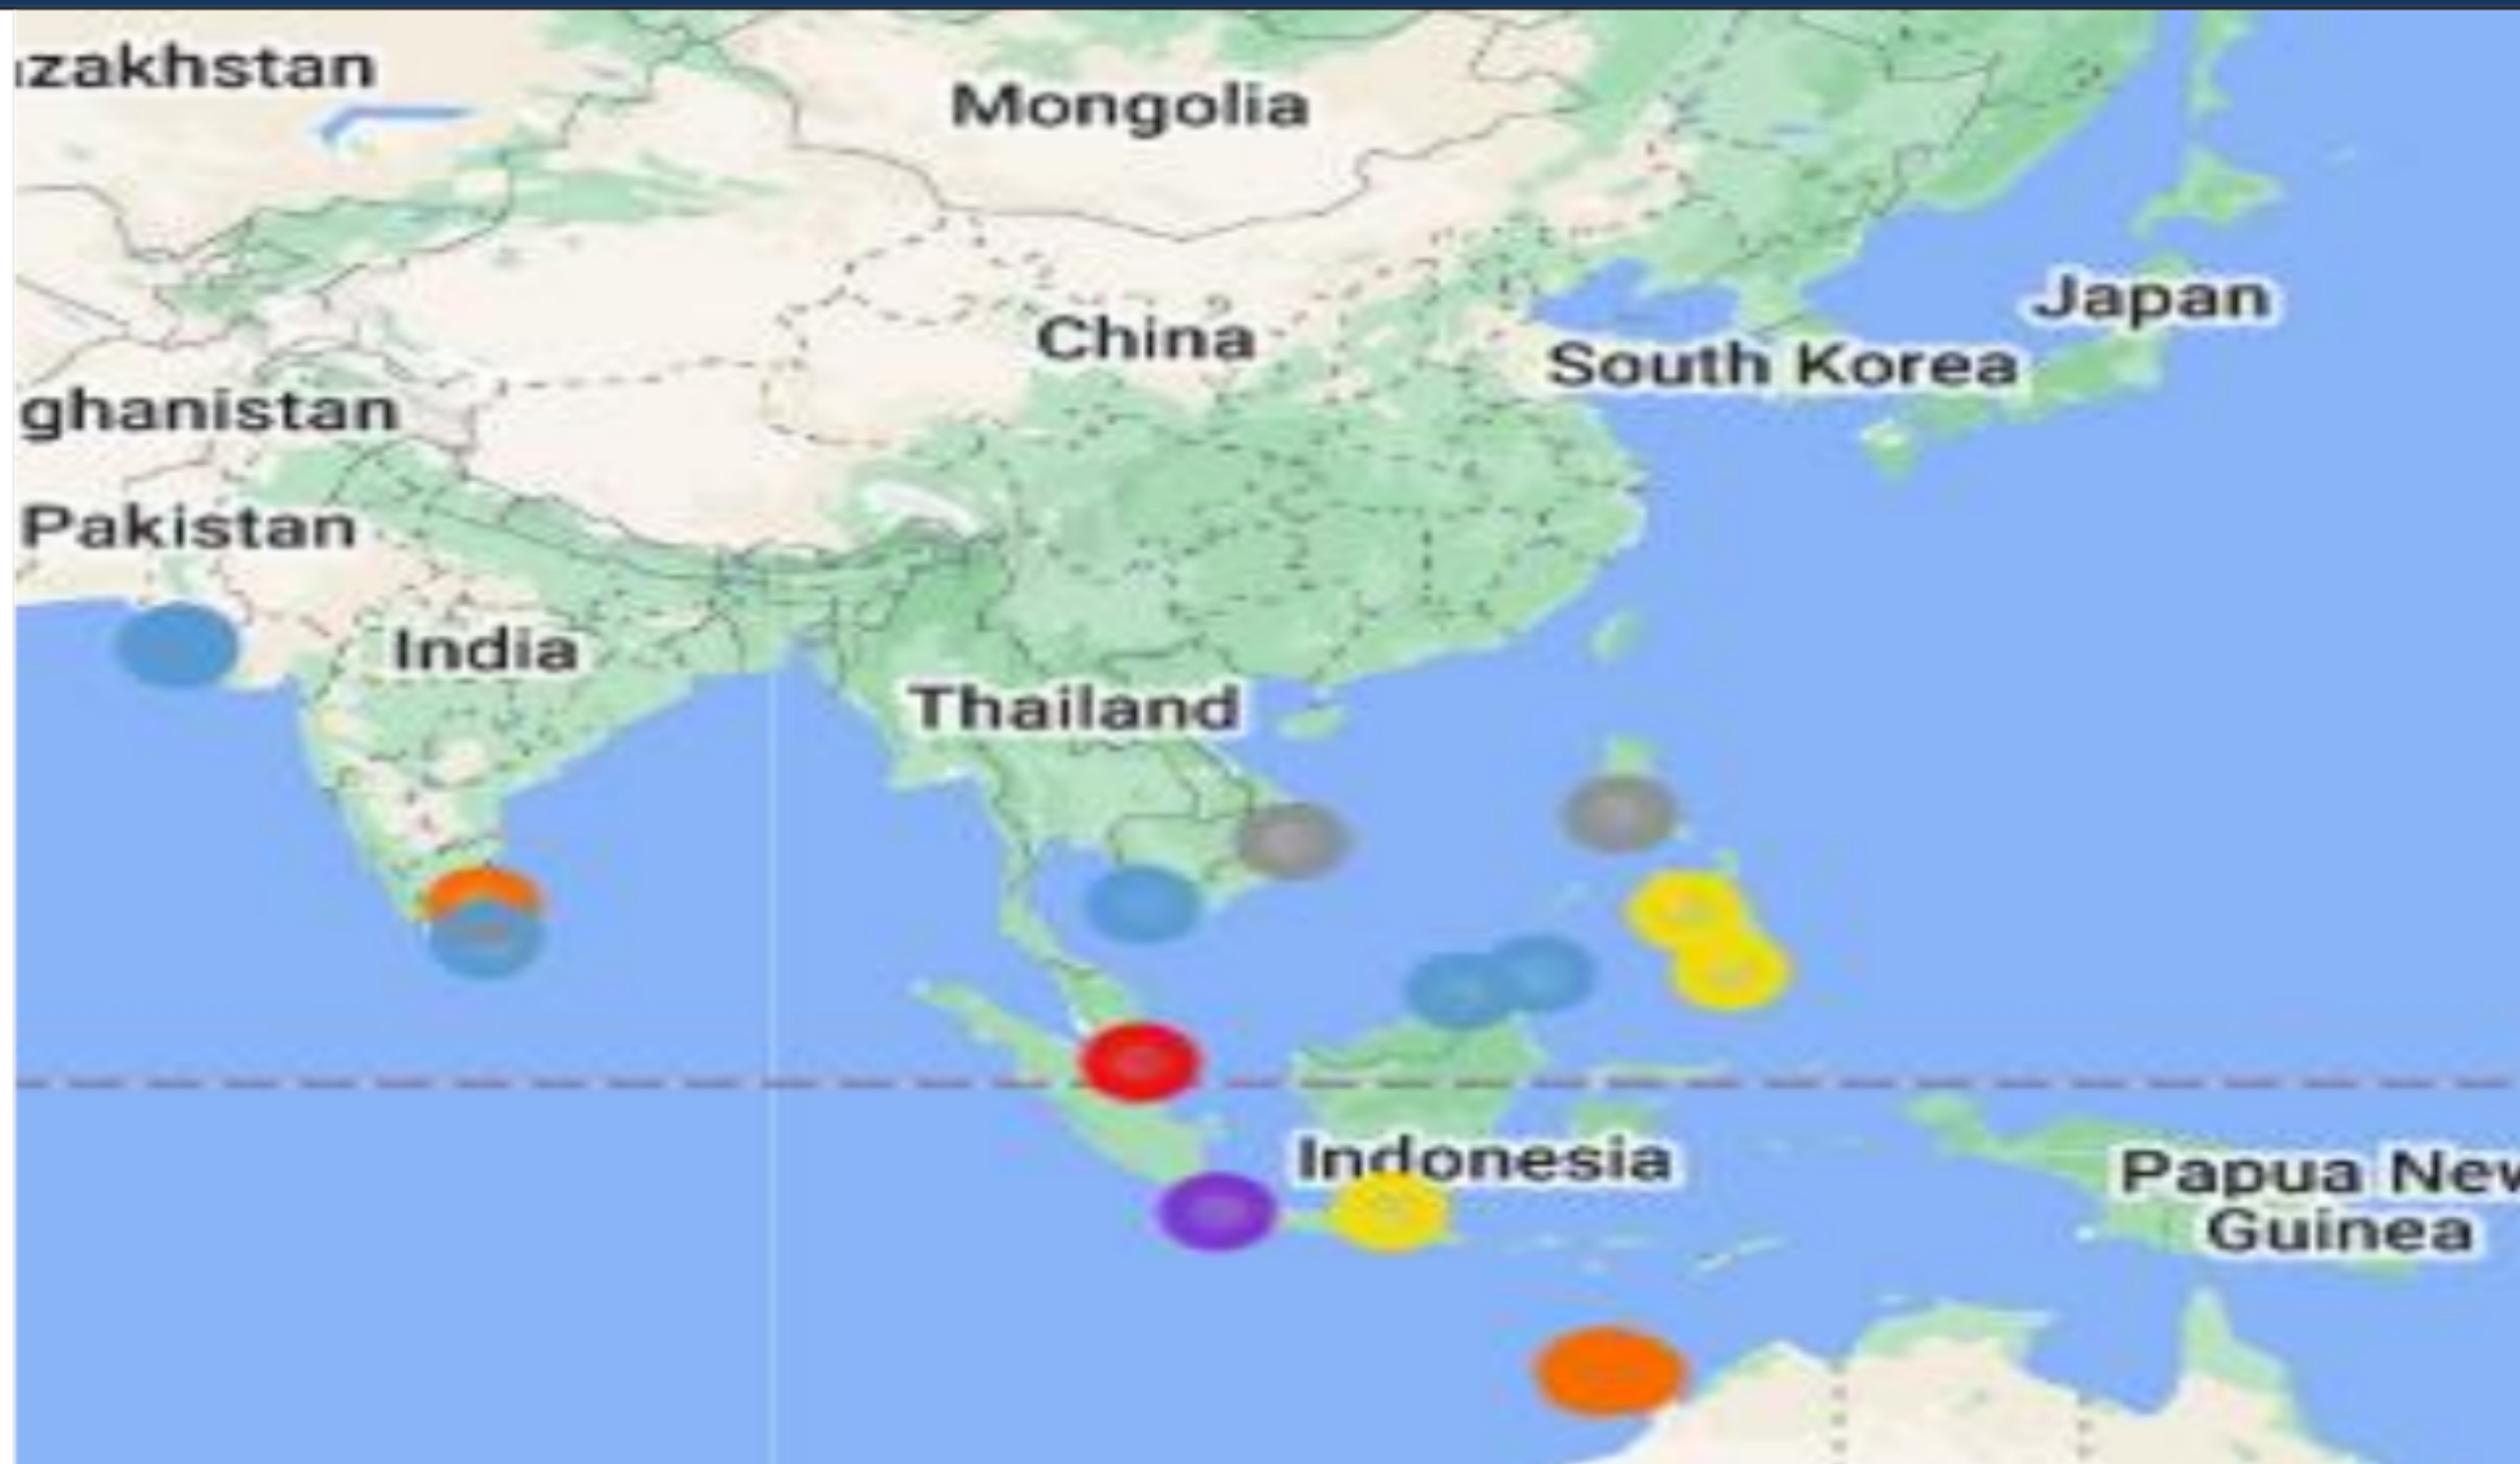 zakhstan
Mongolia
Japan
China
South Korea
ghanistan
Pakistan
India
Thailand
Indonesia
Papua New
Guinea